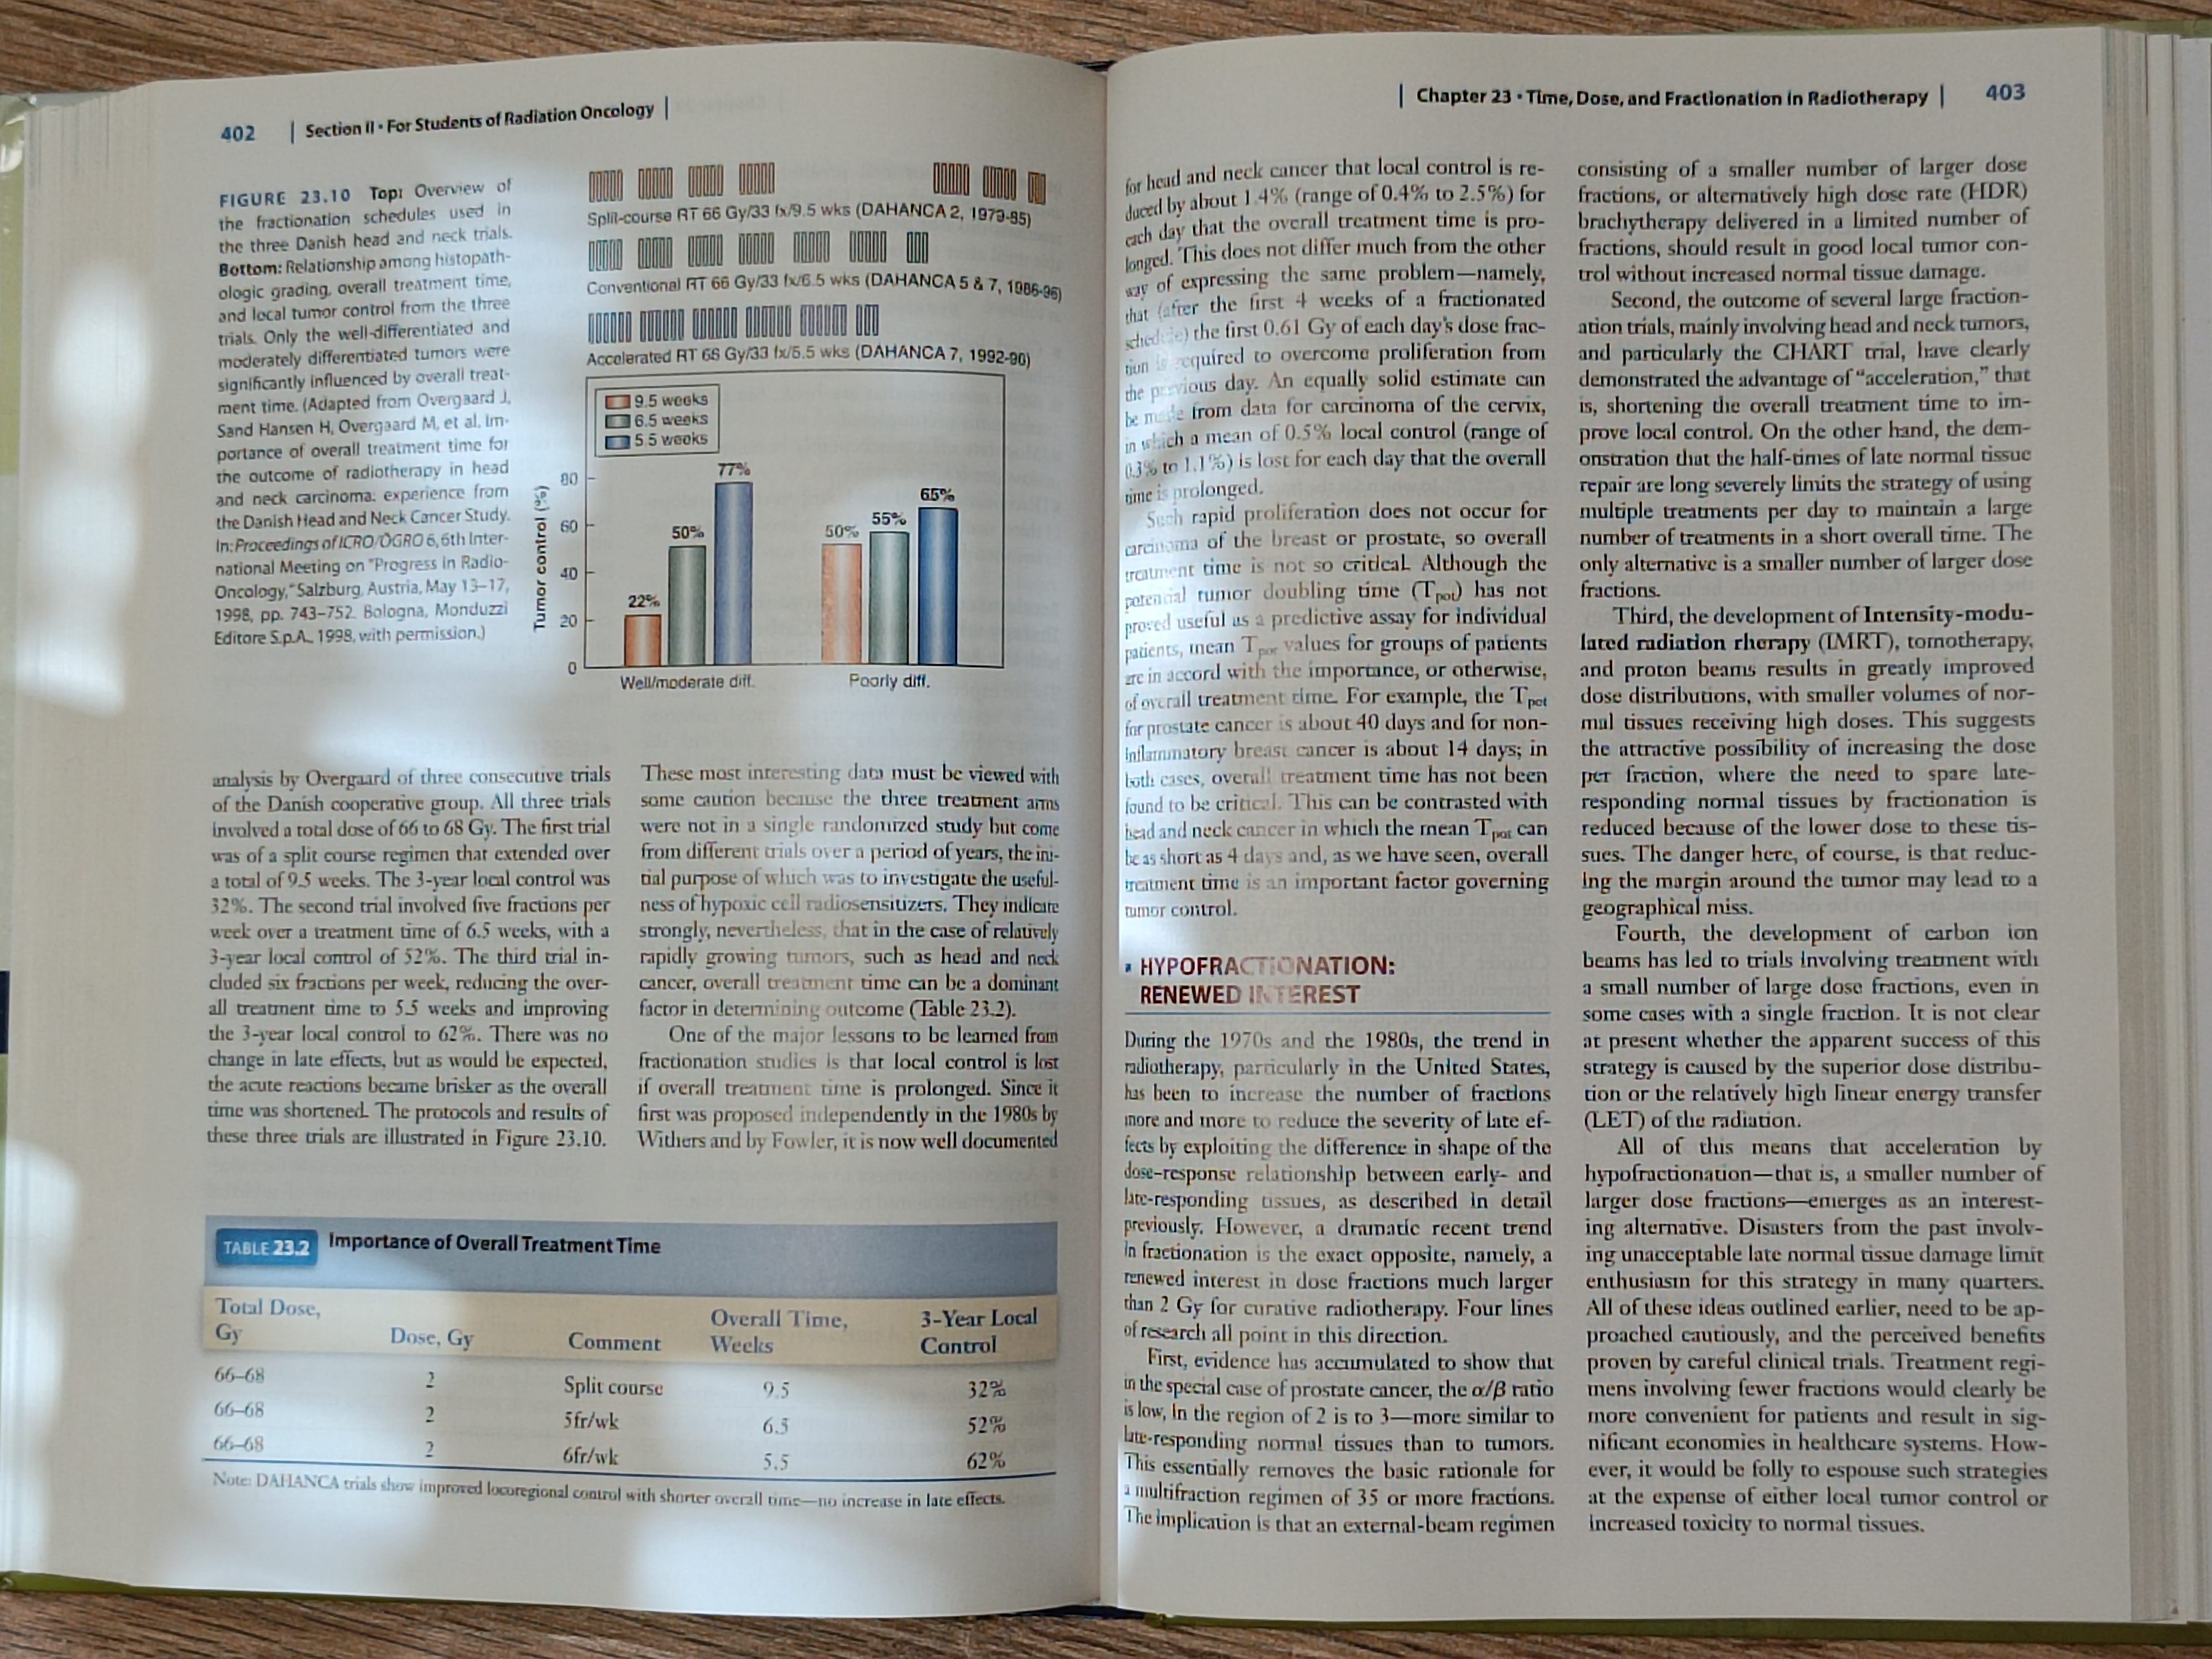 402 | Section II • For Students of Radiation Oncology |
FIGURE 23.10 Top: Overview of
the fractionation schedules used in
the three Danish head and neck trials.
Bottom: Relationship among histopath-
ologic grading, overall treatment time,
and local tumor control from the three
trials. Only the well-differentiated and
moderately differentiated tumors were
significantly influenced by overall treat-
ment time. (Adapted from Overgaard J,
Sand Hansen H, Overgaard M, et al. Im-
portance of overall treatment time for
the outcome of radiotherapy in head
and neck carcinoma: experience from
the Danish Head and Neck Cancer Study.
In: Proceedings of ICRO/OGRO 6, 6th Inter-
national Meeting on "Progress in Radio-
Oncology," Salzburg, Austria, May 13–17,
1998, pp. 743–752. Bologna, Monduzzi
Editore S.p.A., 1998, with permission.)
Split-course RT 66 Gy/33 fx/9.5 wks (DAHANCA 2, 1979-85)
Conventional RT 66 Gy/33 fx/6.5 wks (DAHANCA 5 & 7, 1986-96)
Accelerated RT 66 Gy/33 fx/5.5 wks (DAHANCA 7, 1992-96)
9.5 weeks
6.5 weeks
5.5 weeks
Tumor control (%)
80
60
40
20
0
22%
50%
77%
50%
55%
65%
Well/moderate diff.
Poorly diff.
analysis by Overgaard of three consecutive trials
of the Danish cooperative group. All three trials
involved a total dose of 66 to 68 Gy. The first trial
was of a split course regimen that extended over
a total of 9.5 weeks. The 3-year local control was
32%. The second trial involved five fractions per
week over a treatment time of 6.5 weeks, with a
3-year local control of 52%. The third trial in-
cluded six fractions per week, reducing the over-
all treatment time to 5.5 weeks and improving
the 3-year local control to 62%. There was no
change in late effects, but as would be expected,
the acute reactions became brisker as the overall
time was shortened. The protocols and results of
these three trials are illustrated in Figure 23.10.
These most interesting data must be viewed with
some caution because the three treatment arms
were not in a single randomized study but come
from different trials over a period of years, the ini-
tial purpose of which was to investigate the useful-
ness of hypoxic cell radiosensitizers. They indicate
strongly, nevertheless, that in the case of relatively
rapidly growing tumors, such as head and neck
cancer, overall treatment time can be a dominant
factor in determining outcome (Table 23.2).
One of the major lessons to be learned from
fractionation studies is that local control is lost
if overall treatment time is prolonged. Since it
first was proposed independently in the 1980s by
Withers and by Fowler, it is now well documented
TABLE 23.2 Importance of Overall Treatment Time
Total Dose, Gy | Dose, Gy | Comment | Overall Time, Weeks | 3-Year Local Control
66–68 2 Split course 9.5 32%
66–68 2 5fr/wk 6.5 52%
66–68 2 6fr/wk 5.5 62%
Note: DAHANCA trials show improved locoregional control with shorter overall time—no increase in late effects.
| Chapter 23 • Time, Dose, and Fractionation in Radiotherapy | 403
for head and neck cancer that local control is re-
duced by about 1.4% (range of 0.4% to 2.5%) for
each day that the overall treatment time is pro-
longed. This does not differ much from the other
way of expressing the same problem—namely,
that (after the first 4 weeks of a fractionated
schedule) the first 0.61 Gy of each day's dose frac-
tion is required to overcome proliferation from
the previous day. An equally solid estimate can
be made from data for carcinoma of the cervix,
in which a mean of 0.5% local control (range of
0.3% to 1.1%) is lost for each day that the overall
time is prolonged.
Such rapid proliferation does not occur for
carcinoma of the breast or prostate, so overall
treatment time is not so critical. Although the
potential tumor doubling time (Tpot) has not
proved useful as a predictive assay for individual
patients, mean Tpot values for groups of patients
are in accord with the importance, or otherwise,
of overall treatment time. For example, the Tpot
for prostate cancer is about 40 days and for non-
inflammatory breast cancer is about 14 days; in
both cases, overall treatment time has not been
found to be critical. This can be contrasted with
head and neck cancer in which the mean Tpot can
be as short as 4 days and, as we have seen, overall
treatment time is an important factor governing
tumor control.
▪ HYPOFRACTIONATION:
RENEWED INTEREST
During the 1970s and the 1980s, the trend in
radiotherapy, particularly in the United States,
has been to increase the number of fractions
more and more to reduce the severity of late ef-
fects by exploiting the difference in shape of the
dose–response relationship between early- and
late-responding tissues, as described in detail
previously. However, a dramatic recent trend
in fractionation is the exact opposite, namely, a
renewed interest in dose fractions much larger
than 2 Gy for curative radiotherapy. Four lines
of research all point in this direction.
First, evidence has accumulated to show that
in the special case of prostate cancer, the α/β ratio
is low, in the region of 2 is to 3—more similar to
late-responding normal tissues than to tumors.
This essentially removes the basic rationale for
a multifraction regimen of 35 or more fractions.
The implication is that an external-beam regimen
consisting of a smaller number of larger dose
fractions, or alternatively high dose rate (HDR)
brachytherapy delivered in a limited number of
fractions, should result in good local tumor con-
trol without increased normal tissue damage.
Second, the outcome of several large fraction-
ation trials, mainly involving head and neck tumors,
and particularly the CHART trial, have clearly
demonstrated the advantage of "acceleration," that
is, shortening the overall treatment time to im-
prove local control. On the other hand, the dem-
onstration that the half-times of late normal tissue
repair are long severely limits the strategy of using
multiple treatments per day to maintain a large
number of treatments in a short overall time. The
only alternative is a smaller number of larger dose
fractions.
Third, the development of Intensity-modu-
lated radiation rherapy (IMRT), tomotherapy,
and proton beams results in greatly improved
dose distributions, with smaller volumes of nor-
mal tissues receiving high doses. This suggests
the attractive possibility of increasing the dose
per fraction, where the need to spare late-
responding normal tissues by fractionation is
reduced because of the lower dose to these tis-
sues. The danger here, of course, is that reduc-
ing the margin around the tumor may lead to a
geographical miss.
Fourth, the development of carbon ion
beams has led to trials involving treatment with
a small number of large dose fractions, even in
some cases with a single fraction. It is not clear
at present whether the apparent success of this
strategy is caused by the superior dose distribu-
tion or the relatively high linear energy transfer
(LET) of the radiation.
All of this means that acceleration by
hypofractionation—that is, a smaller number of
larger dose fractions—emerges as an interest-
ing alternative. Disasters from the past involv-
ing unacceptable late normal tissue damage limit
enthusiasm for this strategy in many quarters.
All of these ideas outlined earlier, need to be ap-
proached cautiously, and the perceived benefits
proven by careful clinical trials. Treatment regi-
mens involving fewer fractions would clearly be
more convenient for patients and result in sig-
nificant economies in healthcare systems. How-
ever, it would be folly to espouse such strategies
at the expense of either local tumor control or
increased toxicity to normal tissues.